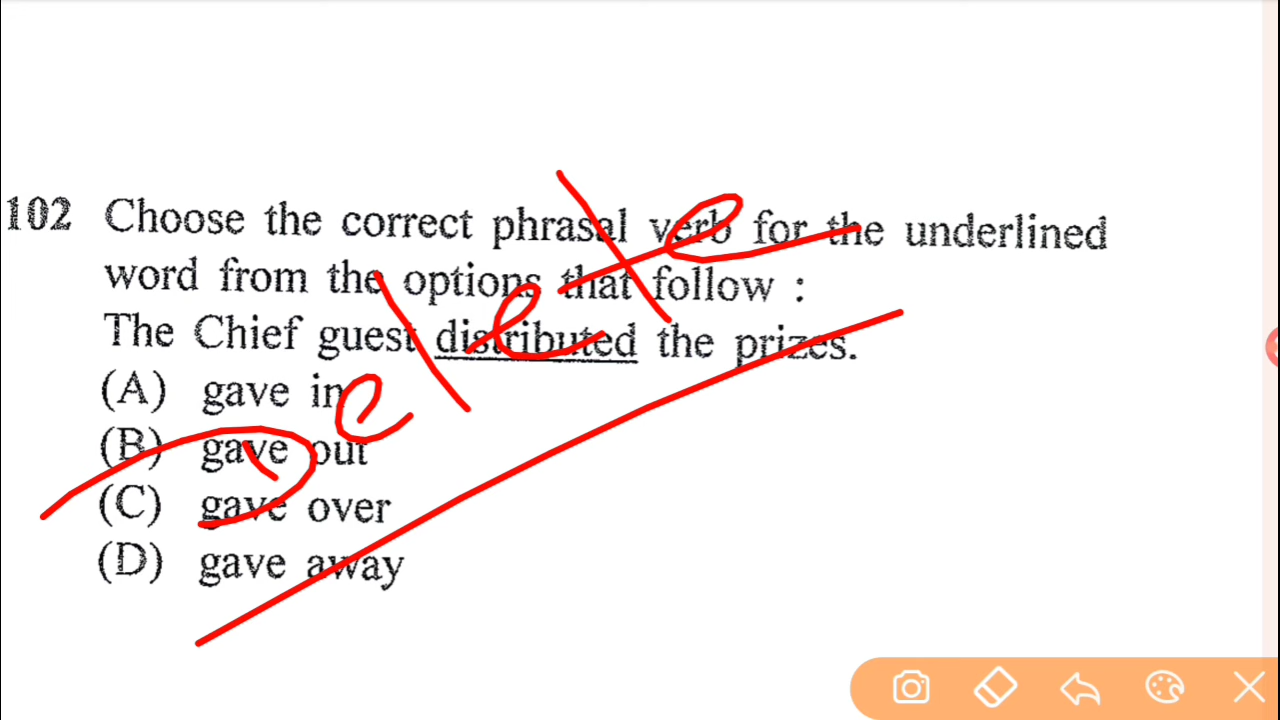 102 Choose the correct phrasal verb for the underlined
word from the options that follow :
The Chief guest distributed the prizes.
(A) gave in
(B) gave out
(C) gave over
(D) gave away
Delete